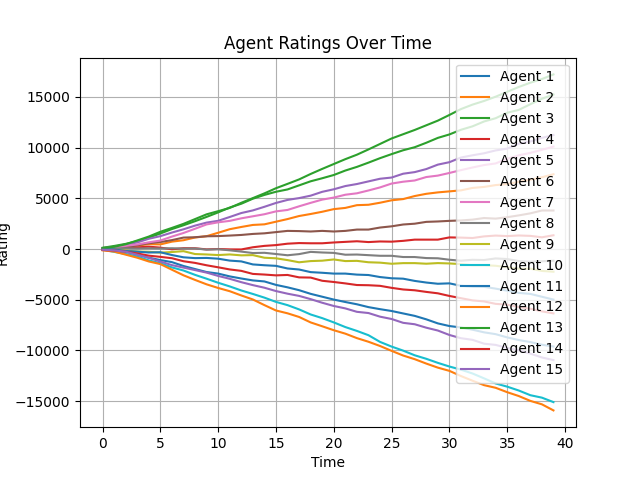 Agent Ratings Over Time
Rating
15000
10000
5000
0
−5000
−10000
−15000
0 5 10 15 20 25 30 35 40
Time
Agent 1
Agent 2
Agent 3
Agent 4
Agent 5
Agent 6
Agent 7
Agent 8
Agent 9
Agent 10
Agent 11
Agent 12
Agent 13
Agent 14
Agent 15